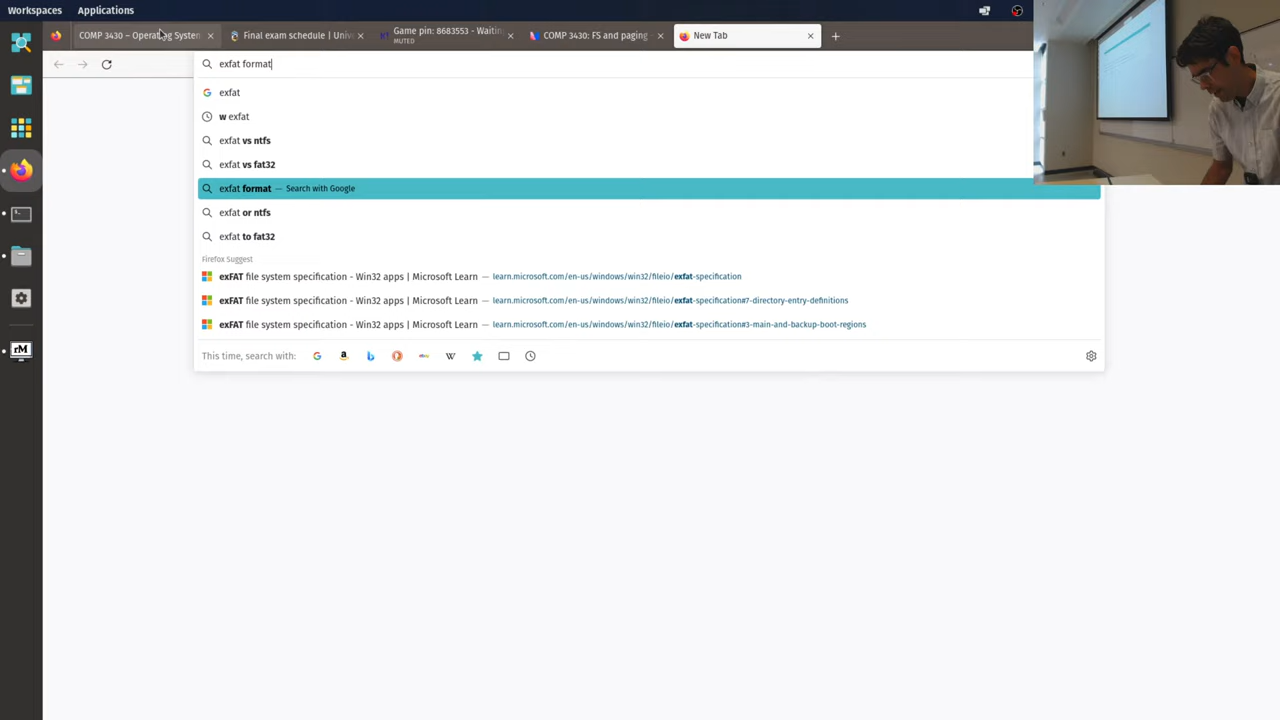 Workspaces Applications
COMP 3430 – Operating System
Final exam schedule | Univ
Game pin: 8683553 - Waitin
MUTED
COMP 3430: FS and paging -
New Tab
exfat format
exfat
w exfat
exfat vs ntfs
exfat vs fat32
exfat format — Search with Google
exfat or ntfs
exfat to fat32
Firefox Suggest
exFAT file system specification - Win32 apps | Microsoft Learn — learn.microsoft.com/en-us/windows/win32/fileio/exfat-specification
exFAT file system specification - Win32 apps | Microsoft Learn — learn.microsoft.com/en-us/windows/win32/fileio/exfat-specification#7-directory-entry-definitions
exFAT file system specification - Win32 apps | Microsoft Learn — learn.microsoft.com/en-us/windows/win32/fileio/exfat-specification#3-main-and-backup-boot-regions
This time, search with:
rM